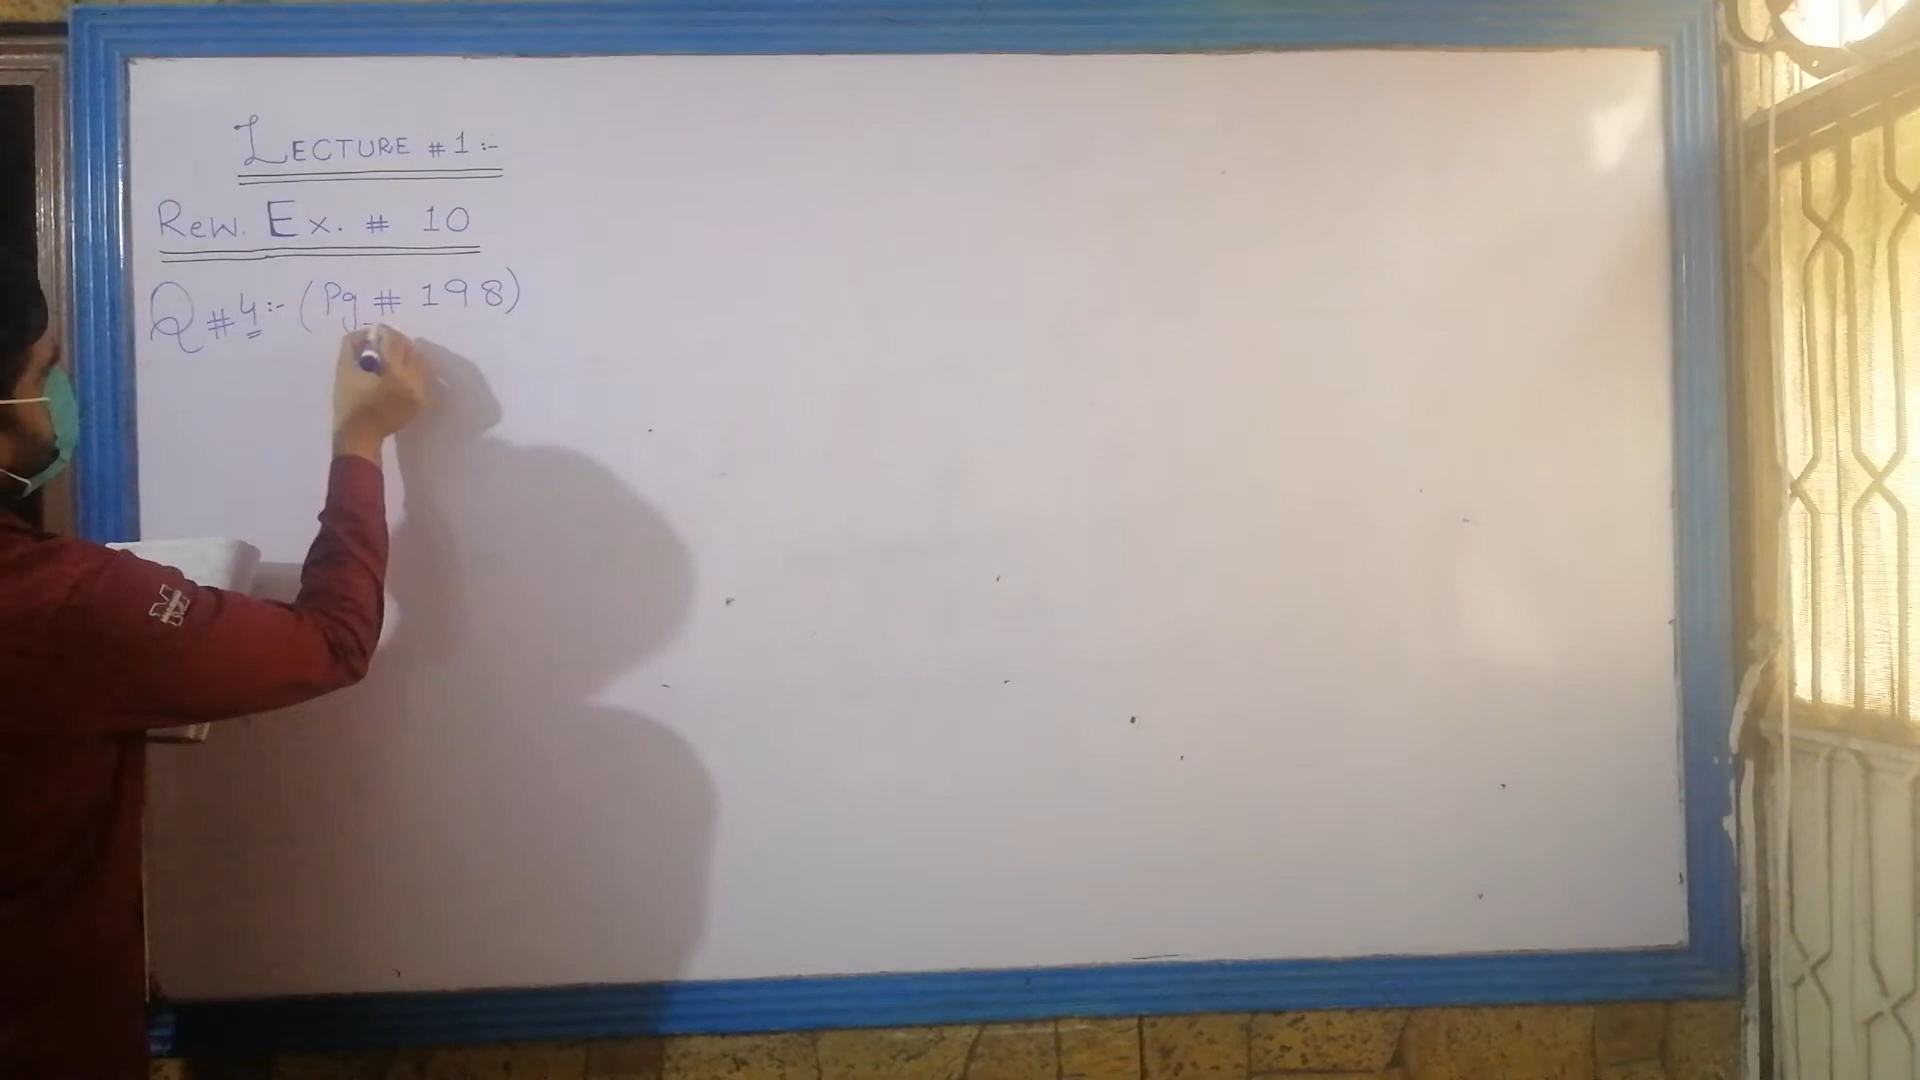 LECTURE # 1 :-
Rew. Ex. # 10
Q # 4 :- (Pg # 198)